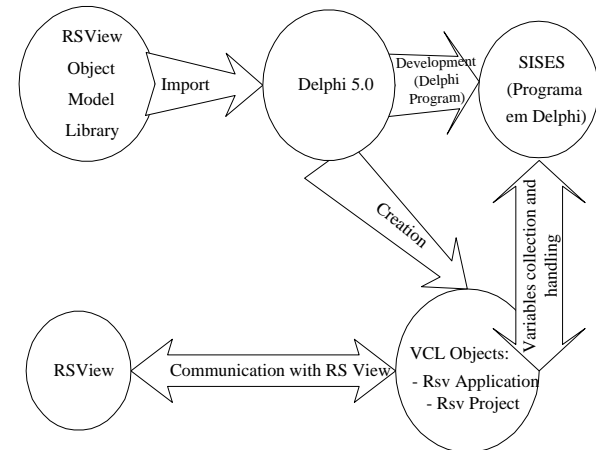 RSView
Object
Model
Library
Import
Delphi 5.0
Development
(Delphi
Program)
SISES
(Programa
em Delphi)
Creation
Variables collection and
handling
RSView
Communication with RS View
VCL Objects:
- Rsv Application
- Rsv Project